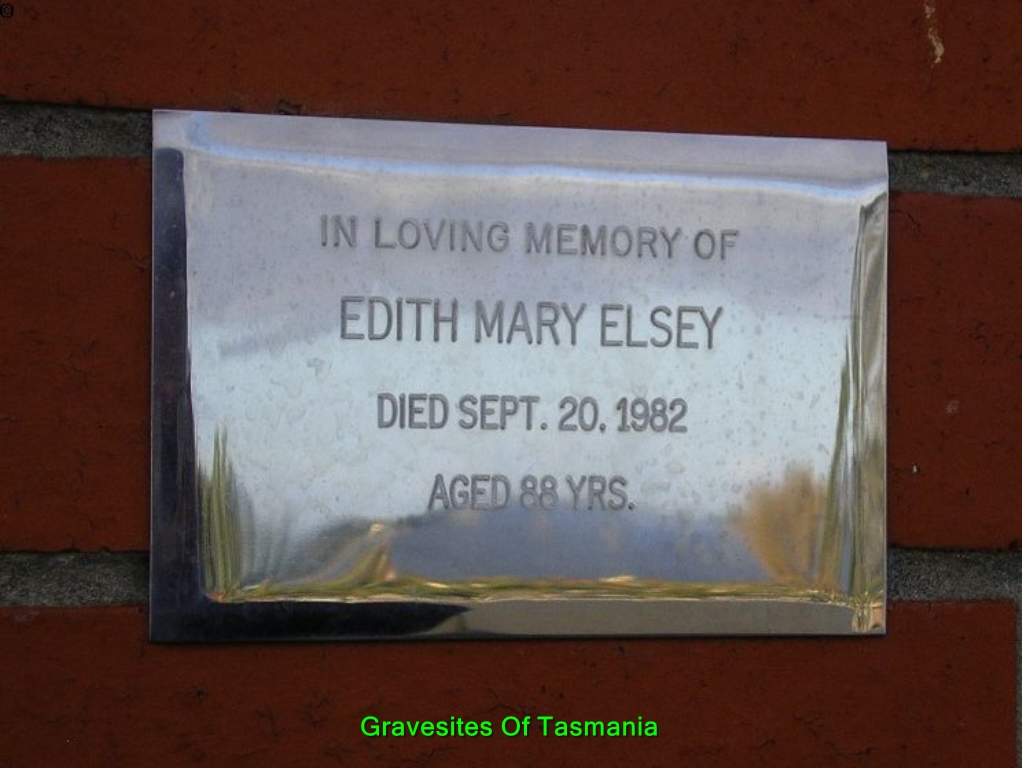 ©
IN LOVING MEMORY OF
EDITH MARY ELSEY
DIED SEPT. 20. 1982
AGED 88 YRS.
Gravesites Of Tasmania